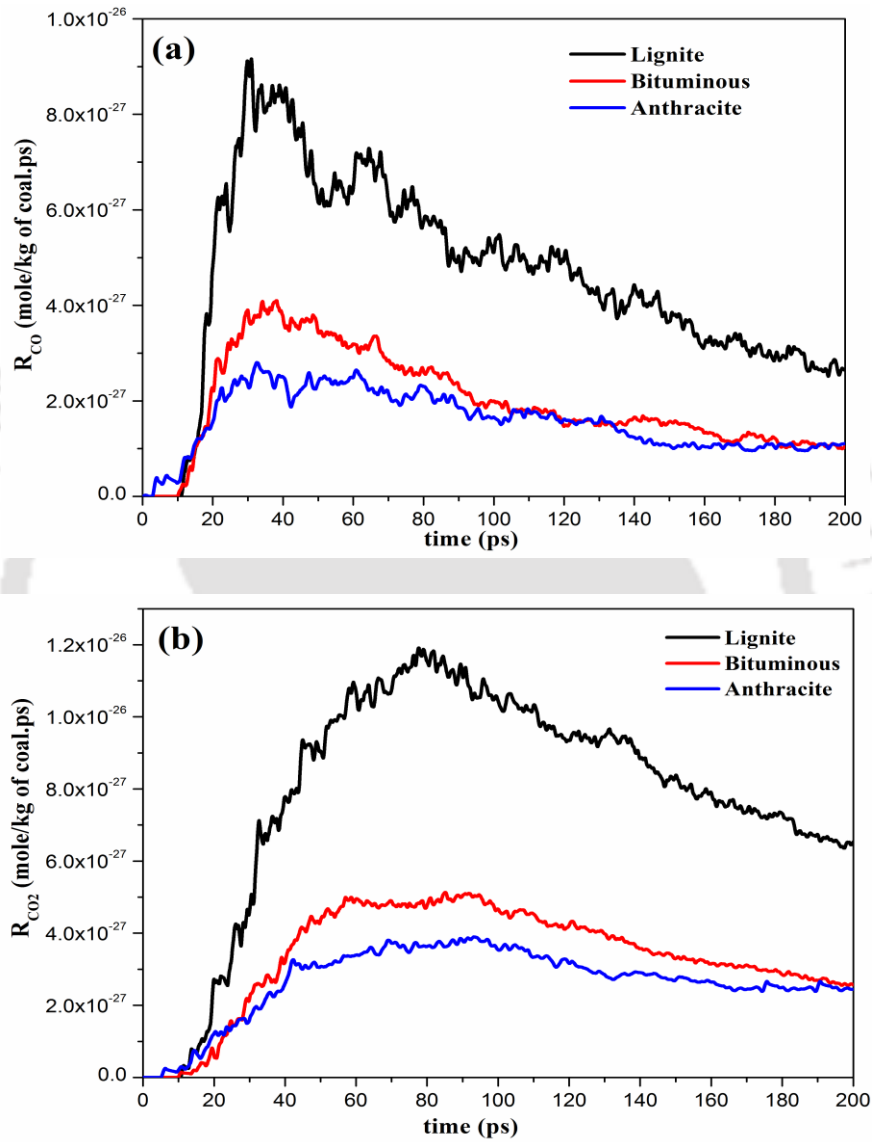 (a)
Lignite
Bituminous
Anthracite
1.0x10⁻²⁶
8.0x10⁻²⁷
6.0x10⁻²⁷
4.0x10⁻²⁷
2.0x10⁻²⁷
0.0
R_CO (mole/kg of coal.ps)
0 20 40 60 80 100 120 140 160 180 200
time (ps)
(b)
Lignite
Bituminous
Anthracite
1.2x10⁻²⁶
1.0x10⁻²⁶
8.0x10⁻²⁷
6.0x10⁻²⁷
4.0x10⁻²⁷
2.0x10⁻²⁷
0.0
R_CO2 (mole/kg of coal.ps)
0 20 40 60 80 100 120 140 160 180 200
time (ps)